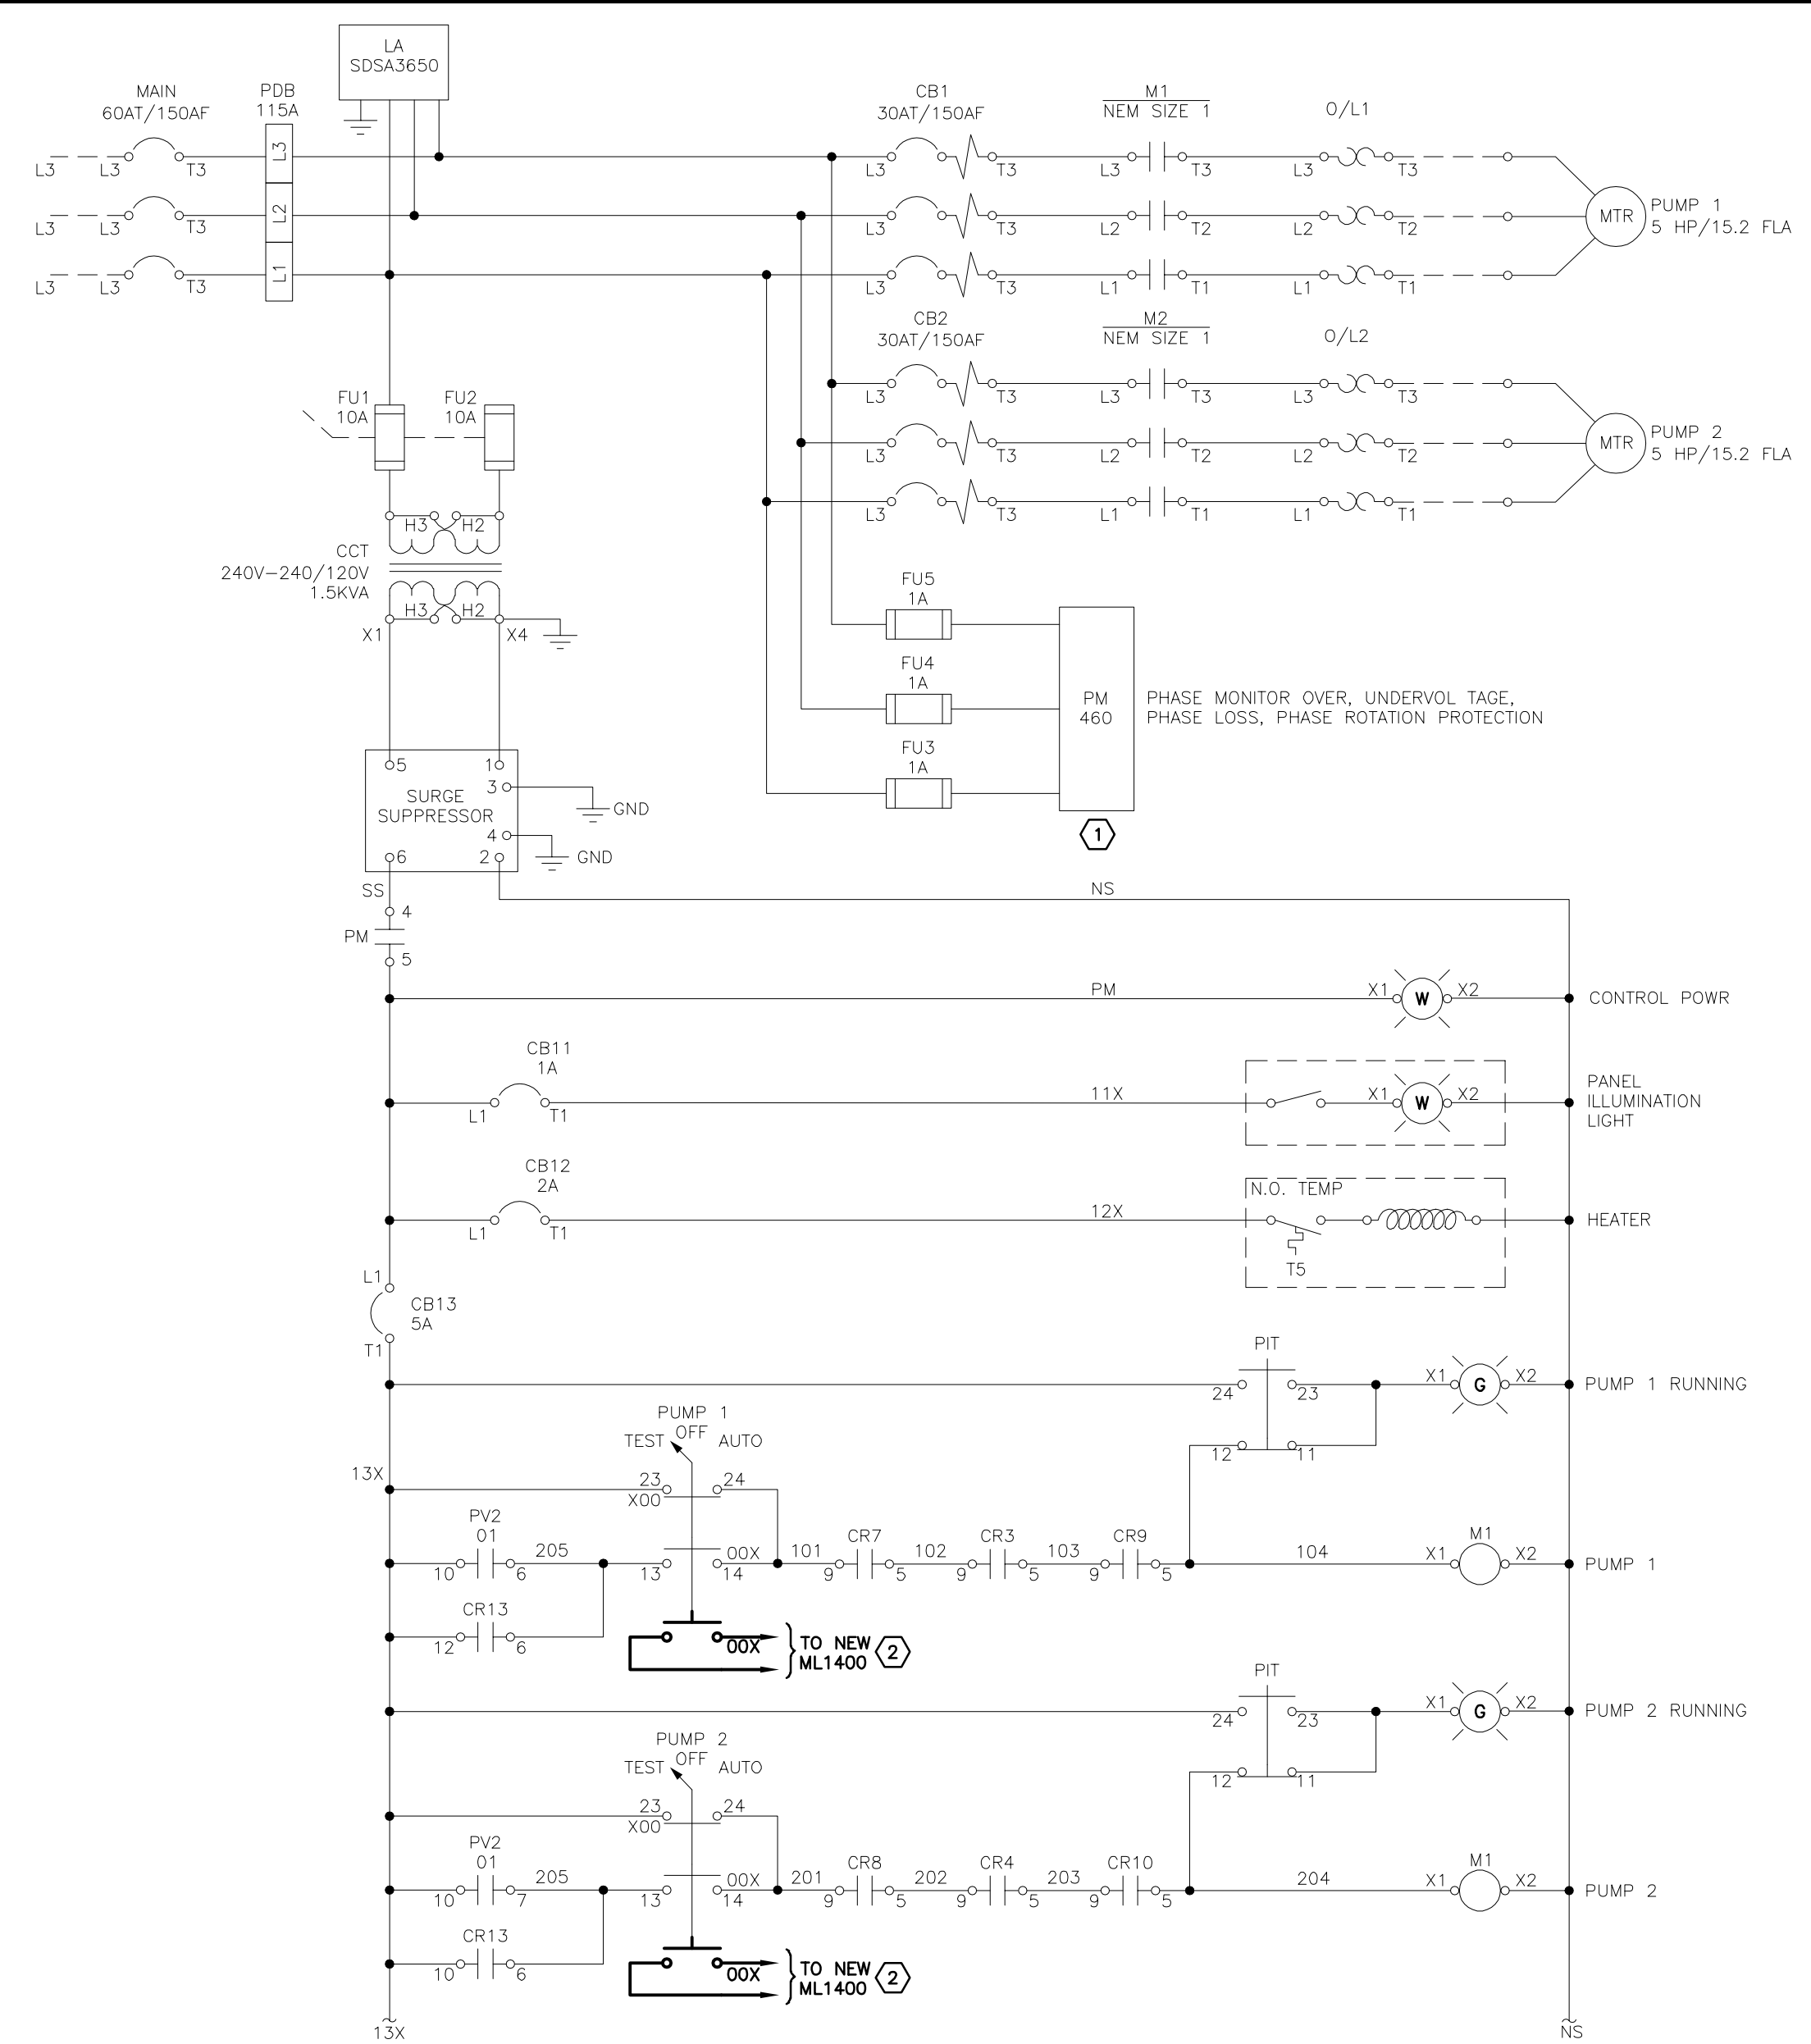 LA
SDSA3650
MAIN
60AT/150AF
PDB
115A
CB1
30AT/150AF
M1
NEM SIZE 1
O/L1
L3 L3 T3 L3 L3 T3 L3 T3 L3 T3
L3 L3 T3 L2 L3 T3 L2 T2 L2 T2
L3 L3 T3 L1 L3 T3 L1 T1 L1 T1
MTR
PUMP 1
5 HP/15.2 FLA
CB2
30AT/150AF
M2
NEM SIZE 1
O/L2
L3 T3 L3 T3 L3 T3
L3 T3 L2 T2 L2 T2
L3 T3 L1 T1 L1 T1
MTR
PUMP 2
5 HP/15.2 FLA
FU1
10A
FU2
10A
H3 H2
CCT
240V-240/120V
1.5KVA
H3 H2
X1 X4
FU5
1A
FU4
1A
FU3
1A
PM
460
PHASE MONITOR OVER, UNDERVOL TAGE,
PHASE LOSS, PHASE ROTATION PROTECTION
1
5 1
3
SURGE
SUPPRESSOR
GND
4
6 2
GND
SS
NS
4
PM
5
PM
X1 W X2
CONTROL POWR
CB11
1A
L1 T1
11X
X1 W X2
PANEL
ILLUMINATION
LIGHT
CB12
2A
L1 T1
12X
N.O. TEMP
T5
HEATER
L1
CB13
5A
T1
PIT
24 23
X1 G X2
PUMP 1 RUNNING
12 11
PUMP 1
TEST OFF AUTO
13X
23 24
X00
PV2
01
10 6
205
13 14
00X
101
CR7
9 5
102
CR3
9 5
103
CR9
9 5
104
M1
X1 X2
PUMP 1
CR13
12 6
00X
TO NEW
ML1400
2
PIT
24 23
X1 G X2
PUMP 2 RUNNING
12 11
PUMP 2
TEST OFF AUTO
23 24
X00
PV2
01
10 7
205
13 14
00X
201
CR8
9 5
202
CR4
9 5
203
CR10
9 5
204
M1
X1 X2
PUMP 2
CR13
10 6
00X
TO NEW
ML1400
2
13X
NS